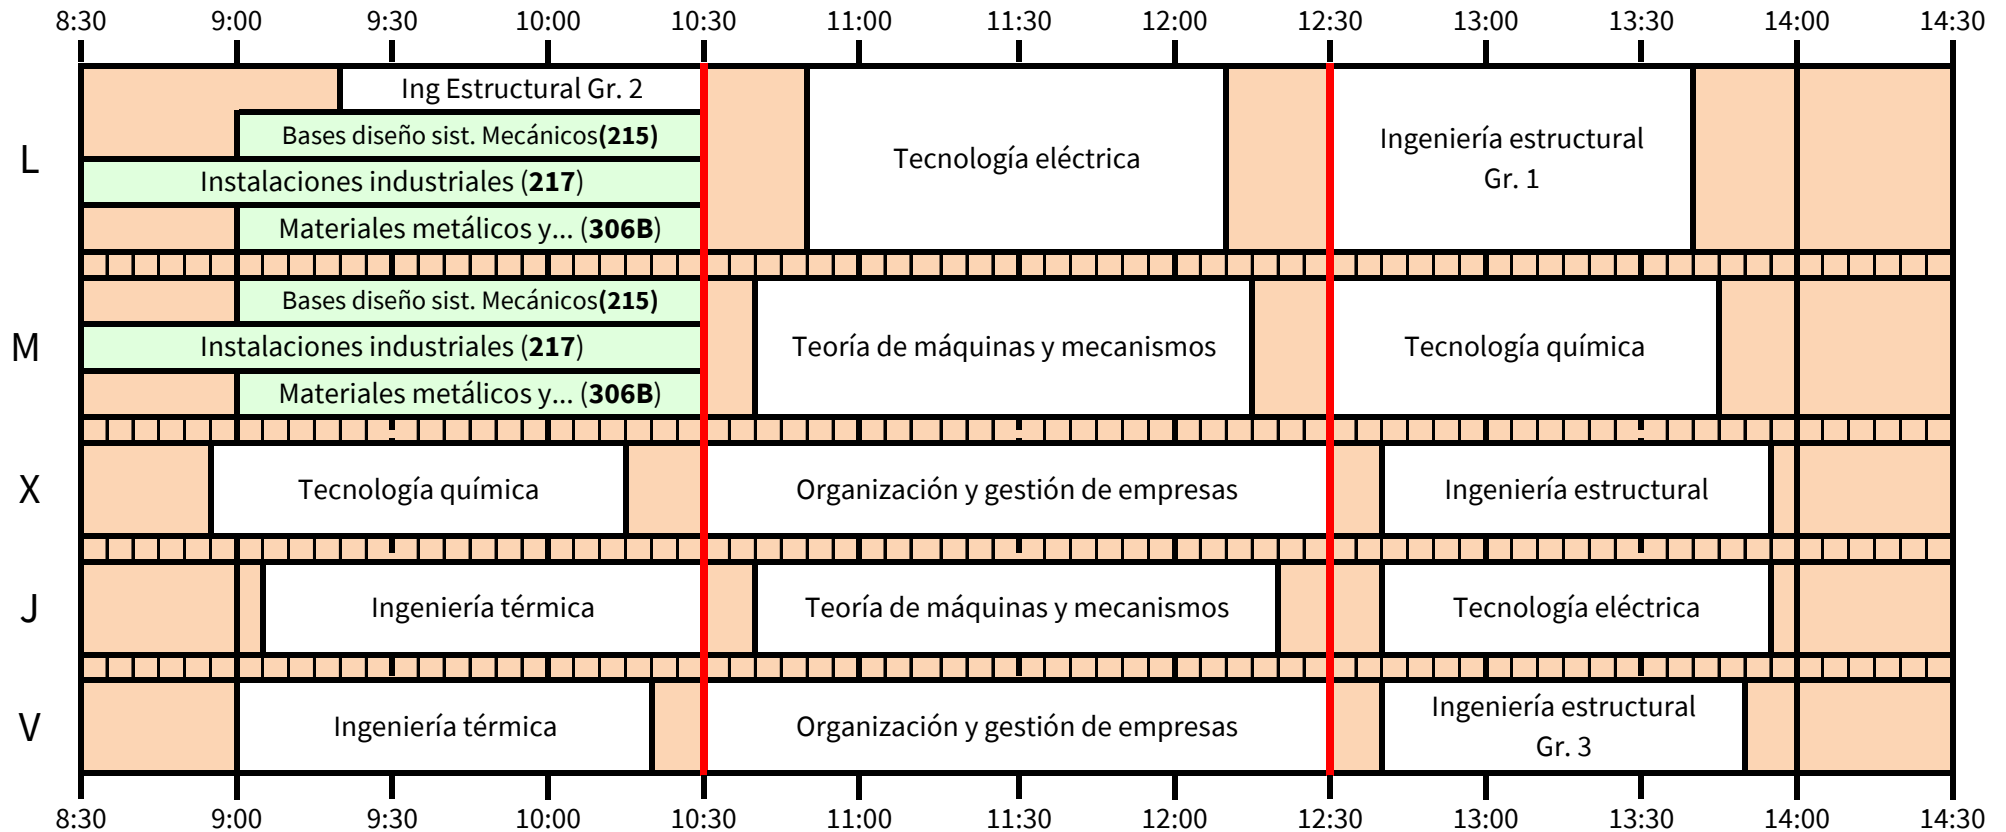 8:30 9:00 9:30 10:00 10:30 11:00 11:30 12:00 12:30 13:00 13:30 14:00 14:30
L
Ing Estructural Gr. 2
Bases diseño sist. Mecánicos(215)
Instalaciones industriales (217)
Materiales metálicos y... (306B)
Tecnología eléctrica
Ingeniería estructural
Gr. 1
M
Bases diseño sist. Mecánicos(215)
Instalaciones industriales (217)
Materiales metálicos y... (306B)
Teoría de máquinas y mecanismos
Tecnología química
X
Tecnología química
Organización y gestión de empresas
Ingeniería estructural
J
Ingeniería térmica
Teoría de máquinas y mecanismos
Tecnología eléctrica
V
Ingeniería térmica
Organización y gestión de empresas
Ingeniería estructural
Gr. 3
8:30 9:00 9:30 10:00 10:30 11:00 11:30 12:00 12:30 13:00 13:30 14:00 14:30